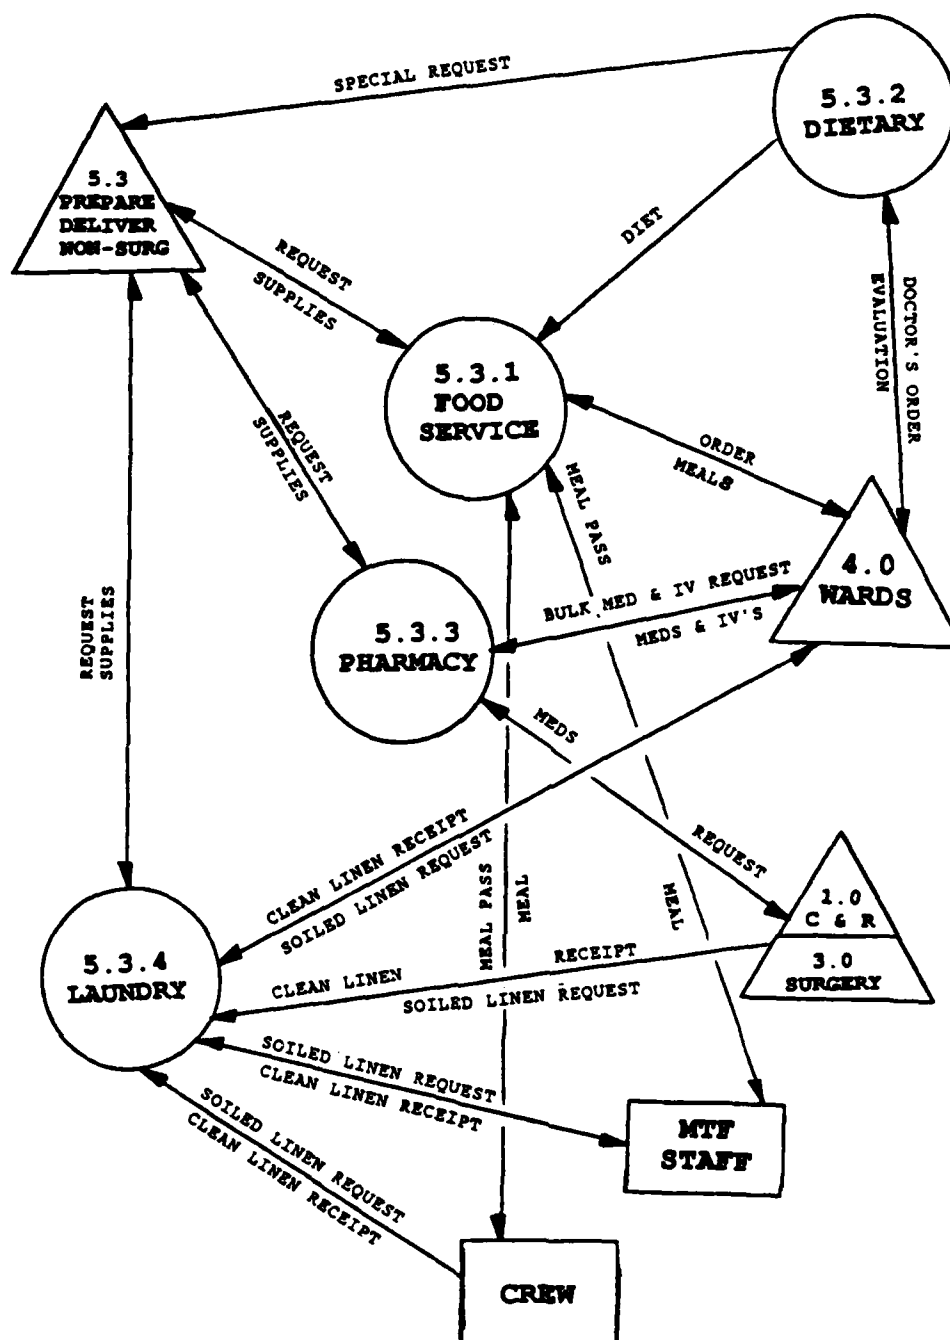 SPECIAL REQUEST
5.3.2
DIETARY
5.3
PREPARE
DELIVER
NON-SURG
REQUEST
SUPPLIES
DIET
DOCTOR'S ORDER
EVALUATION
5.3.1
FOOD
SERVICE
REQUEST
SUPPLIES
ORDER
MEALS
MEAL PASS
4.0
WARDS
BULK MED & IV REQUEST
MEDS & IV'S
5.3.3
PHARMACY
REQUEST
SUPPLIES
MEDS
REQUEST
CLEAN LINEN RECEIPT
SOILED LINEN REQUEST
MEAL PASS
MEAL
MEAL
1.0
C & R
3.0
SURGERY
5.3.4
LAUNDRY
CLEAN LINEN RECEIPT
SOILED LINEN REQUEST
SOILED LINEN REQUEST
CLEAN LINEN RECEIPT
SOILED LINEN REQUEST
CLEAN LINEN RECEIPT
MTF
STAFF
CREW